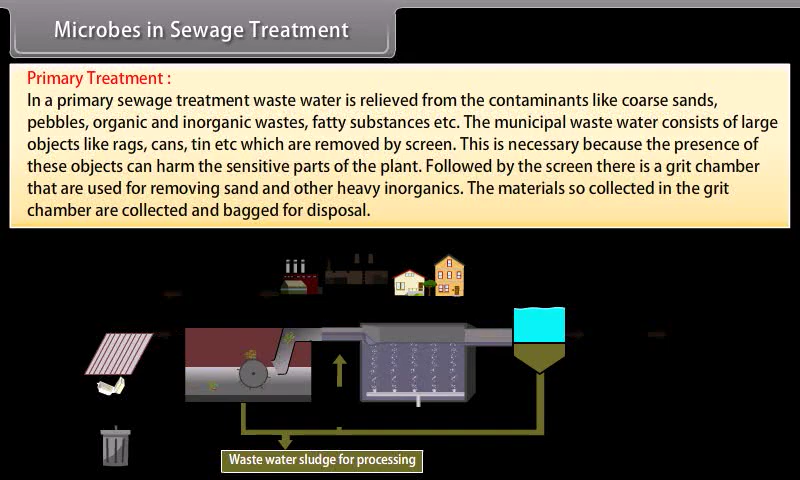 Microbes in Sewage Treatment
Primary Treatment :
In a primary sewage treatment waste water is relieved from the contaminants like coarse sands,
pebbles, organic and inorganic wastes, fatty substances etc. The municipal waste water consists of large
objects like rags, cans, tin etc which are removed by screen. This is necessary because the presence of
these objects can harm the sensitive parts of the plant. Followed by the screen there is a grit chamber
that are used for removing sand and other heavy inorganics. The materials so collected in the grit
chamber are collected and bagged for disposal.
Waste water sludge for processing